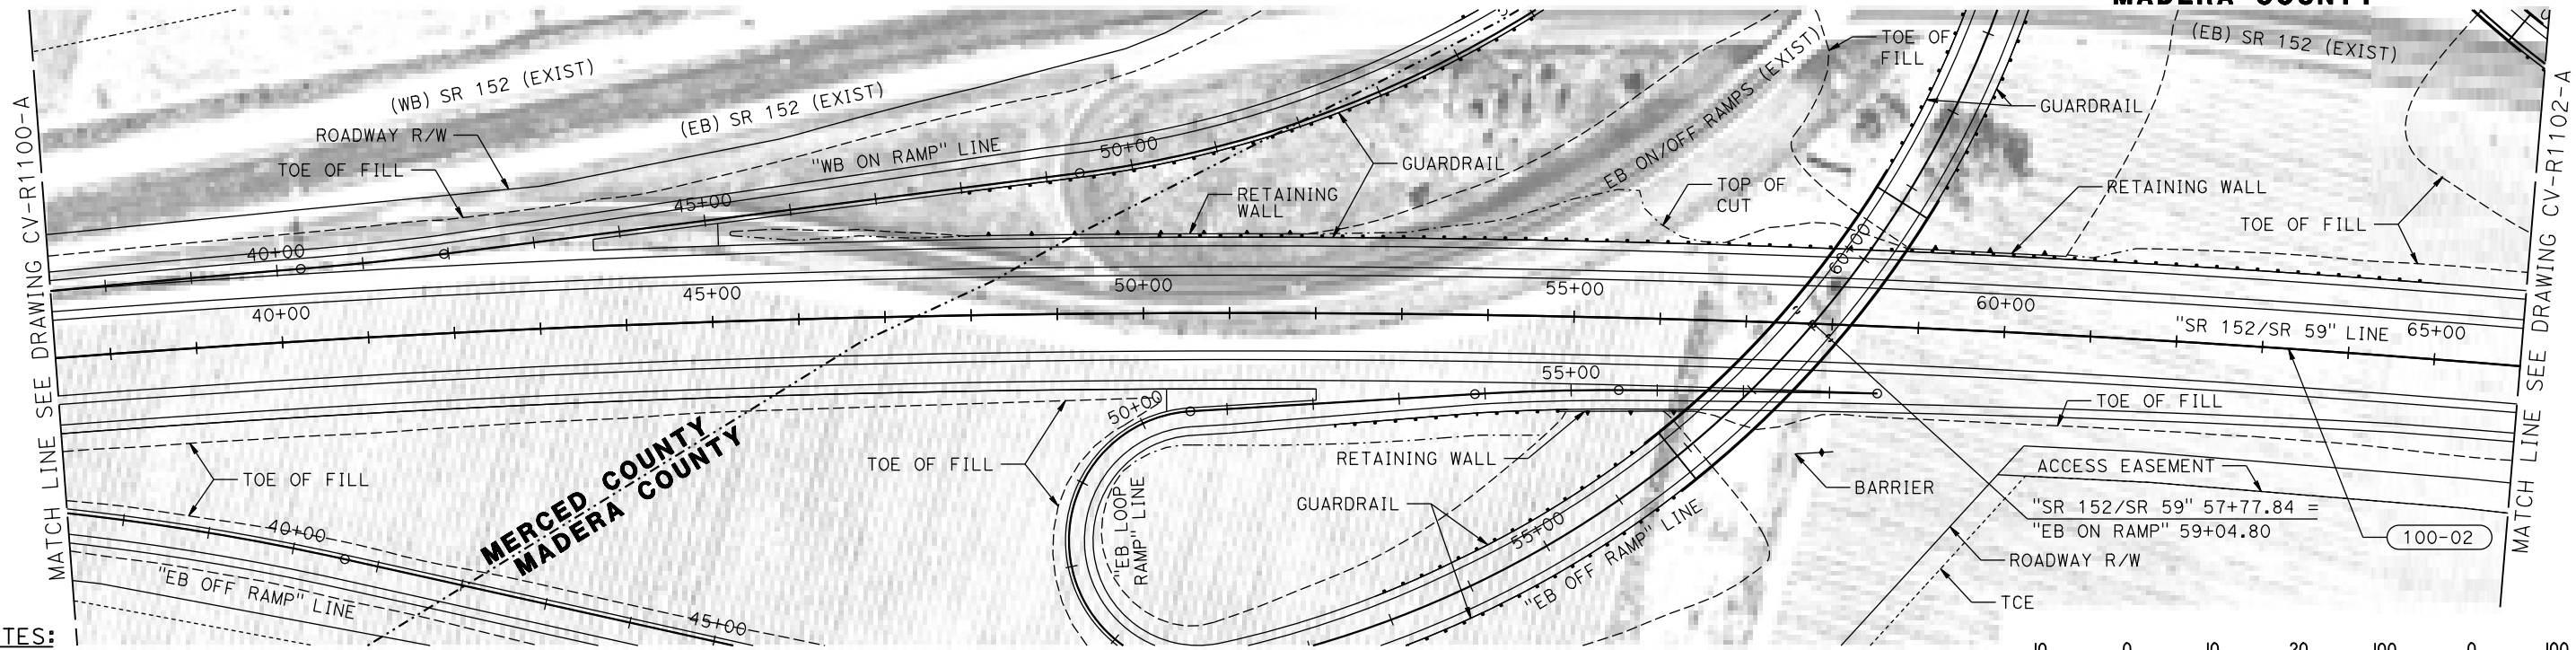 MADERA COUNTY
MATCH LINE SEE DRAWING CV-R1100-A
(WB) SR 152 (EXIST)
(EB) SR 152 (EXIST)
ROADWAY R/W
TOE OF FILL
"WB ON RAMP" LINE
50+00
45+00
40+00
GUARDRAIL
RETAINING
WALL
EB ON/OFF RAMPS (EXIST)
TOE OF
FILL
TOP OF
CUT
(EB) SR 152 (EXIST)
GUARDRAIL
RETAINING WALL
TOE OF FILL
MATCH LINE SEE DRAWING CV-R1102-A
60+00
40+00
45+00
50+00
55+00
60+00
"SR 152/SR 59" LINE
65+00
55+00
50+00
TOE OF FILL
MERCED COUNTY
MADERA COUNTY
TOE OF FILL
"EB LOOP
RAMP" LINE
RETAINING WALL
GUARDRAIL
55+00
"EB OFF RAMP" LINE
BARRIER
TOE OF FILL
ACCESS EASEMENT
"SR 152/SR 59" 57+77.84 =
"EB ON RAMP" 59+04.80
100-02
ROADWAY R/W
TCE
40+00
"EB OFF RAMP" LINE
45+00
TES:
10 0 10 20 100 0 100